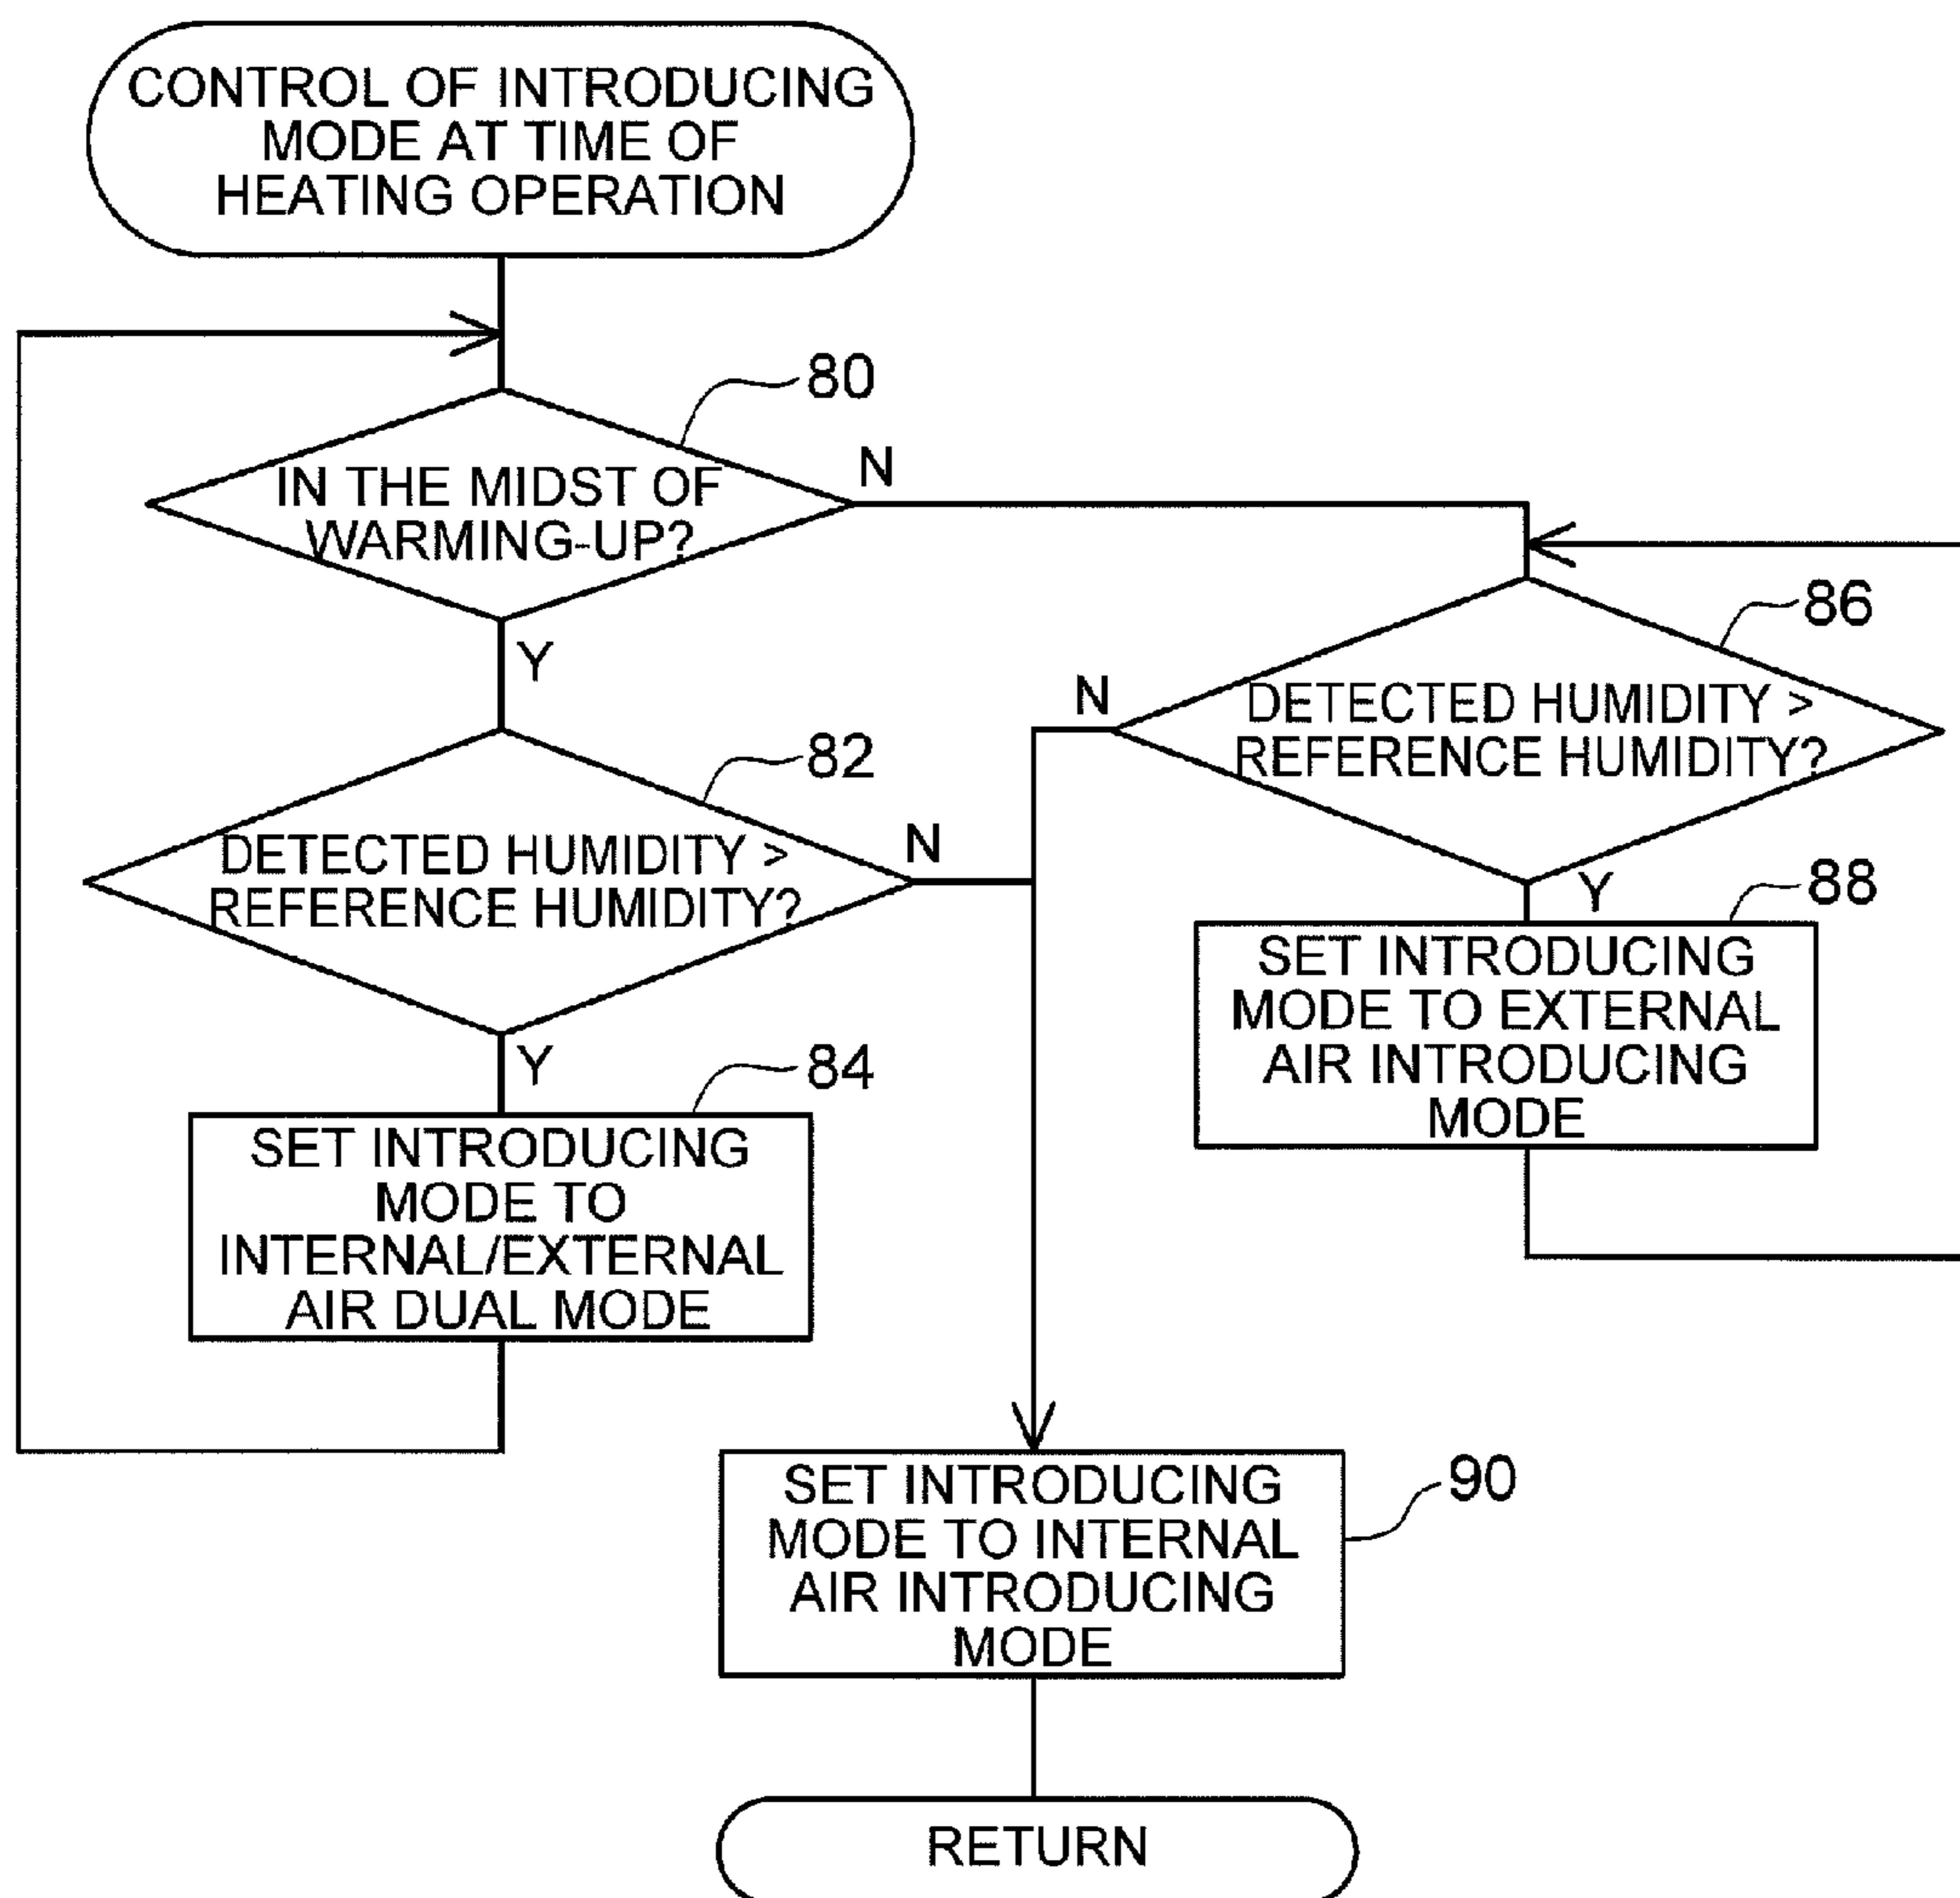 CONTROL OF INTRODUCING
MODE AT TIME OF
HEATING OPERATION
80
IN THE MIDST OF
WARMING-UP?
N
Y
82
DETECTED HUMIDITY >
REFERENCE HUMIDITY?
N
Y
84
SET INTRODUCING
MODE TO
INTERNAL/EXTERNAL
AIR DUAL MODE
86
DETECTED HUMIDITY >
REFERENCE HUMIDITY?
N
Y
88
SET INTRODUCING
MODE TO EXTERNAL
AIR INTRODUCING
MODE
90
SET INTRODUCING
MODE TO INTERNAL
AIR INTRODUCING
MODE
RETURN